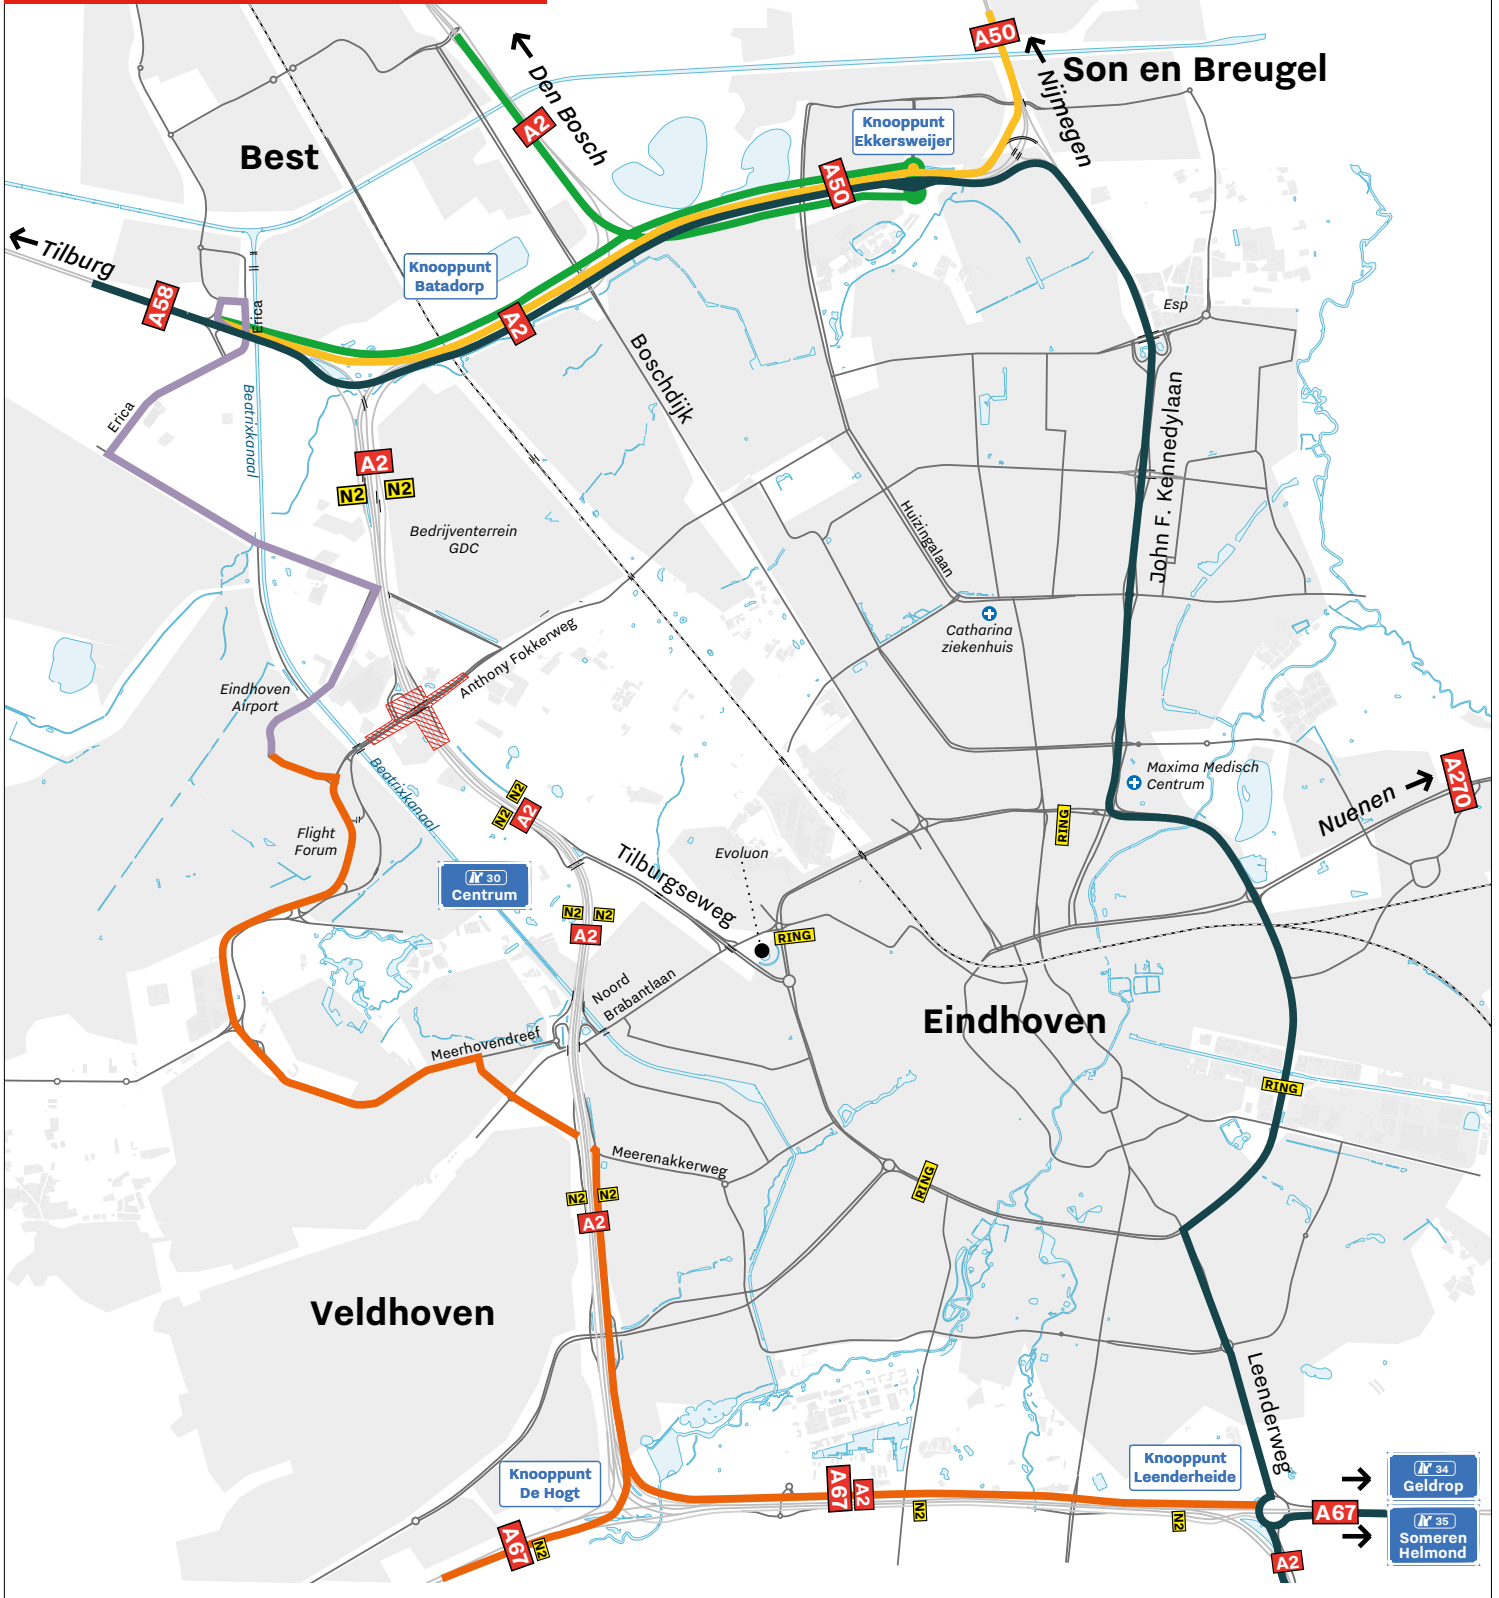 A50
Son en Breugel
Nijmegen
Den Bosch
A2
Knooppunt
Ekkersweijer
Best
A50
Tilburg
Knooppunt
Batadorp
A58
Erica
A2
Esp
Boschdijk
Erica
Beatrixkanaal
John F. Kennedylaan
A2
N2
N2
Bedrijventerrein
GDC
Huizingalaan
Catharina
ziekenhuis
Anthony Fokkerweg
Eindhoven
Airport
Beatrixkanaal
Maxima Medisch
Centrum
A270
Nuenen
N2
N2
A2
RING
Flight
Forum
Evoluon
Tilburgseweg
30
Centrum
N2
N2
A2
RING
Noord
Brabantlaan
Eindhoven
Meerhovendreef
RING
Meerenakkerweg
RING
N2
N2
A2
Veldhoven
Leenderweg
Knooppunt
De Hogt
Knooppunt
Leenderheide
34
Geldrop
A67
A2
N2
N2
A67
35
Someren
Helmond
A67
N2
A2